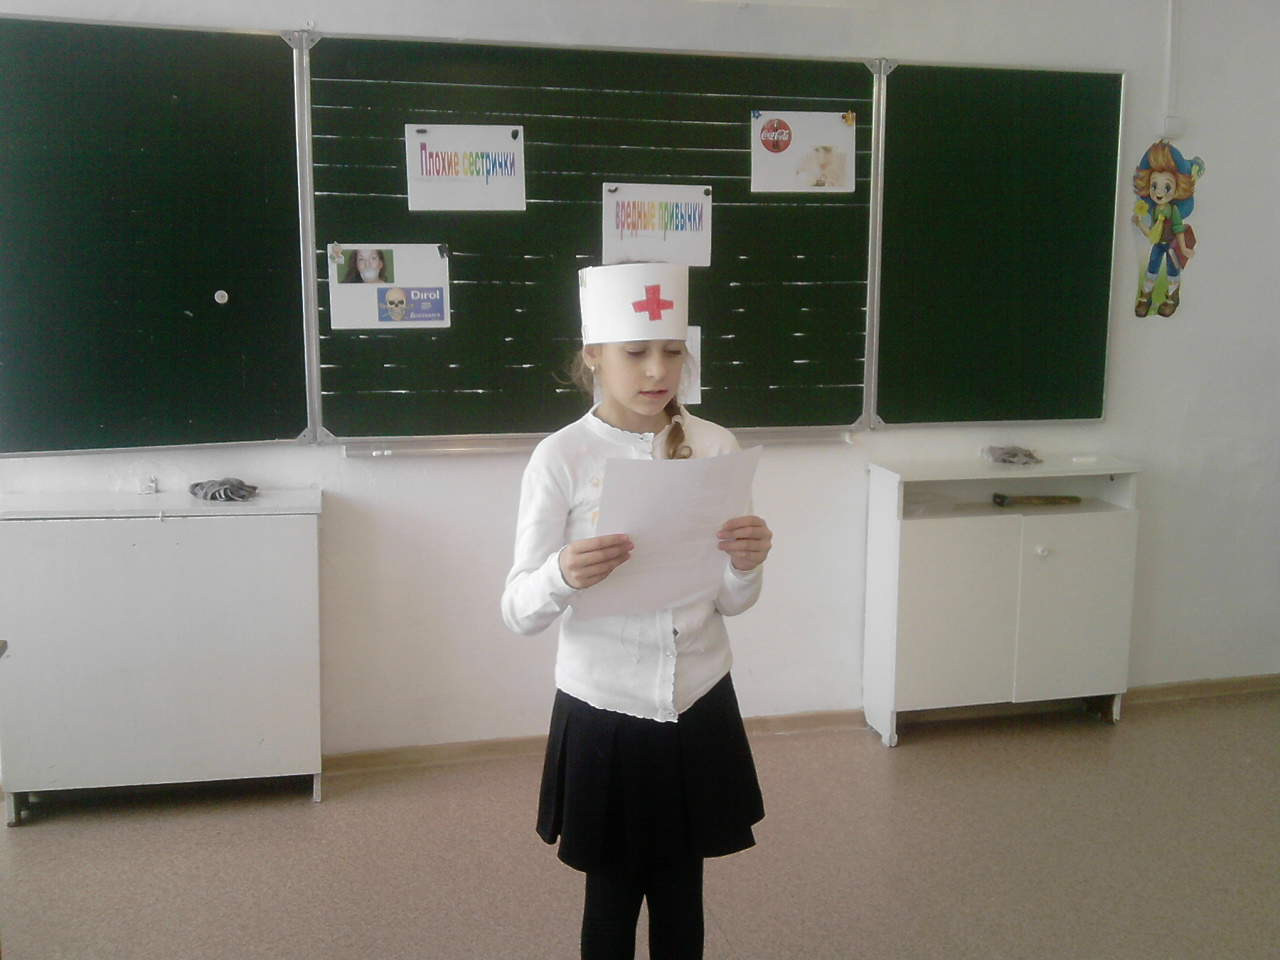 Плохие сестрички
Coca-Cola
вредные привычки
Dirol